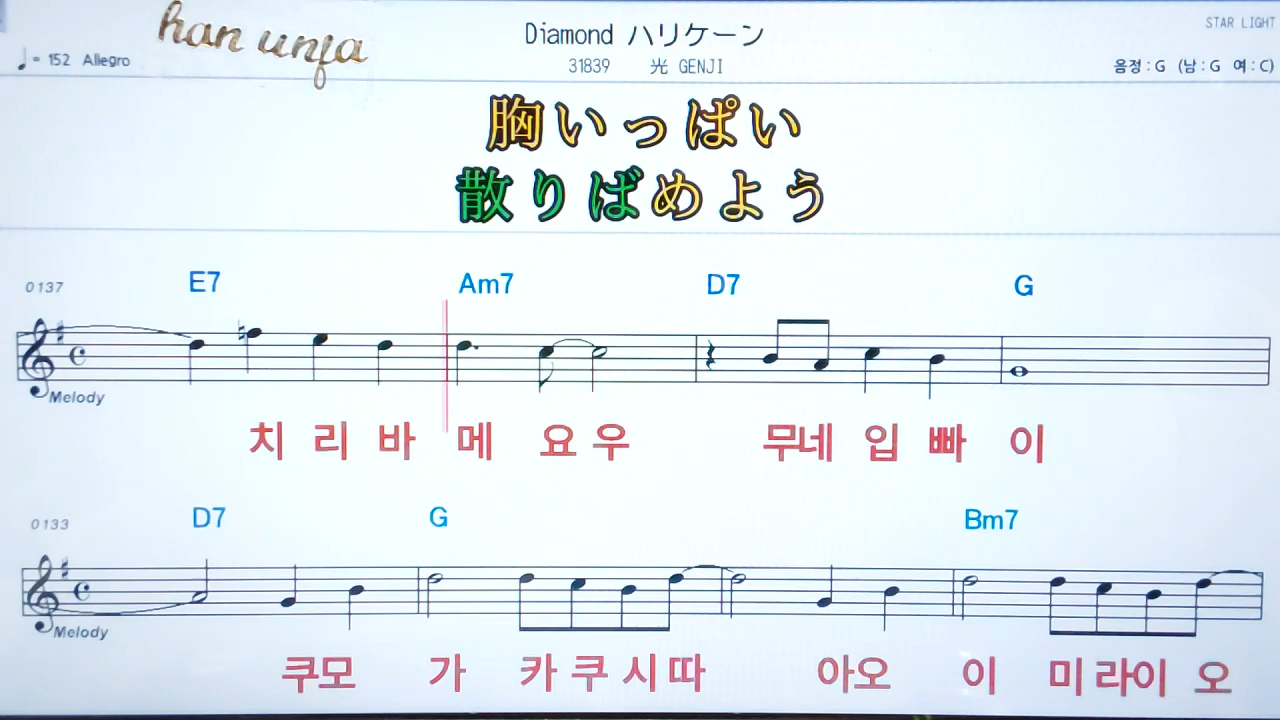 han unfa
Diamond ハリケーン
STAR LIGHT
♩= 152 Allegro
31839 光 GENJI
음정 : G (남 : G 여 : C)
胸いっぱい
散りばめよう
0137 E7 Am7 D7 G
Melody
치 리 바 메 요 우 무네 입 빠 이
0133 D7 G Bm7
Melody
쿠모 가 카 쿠 시 따 아오 이 미 라이 오